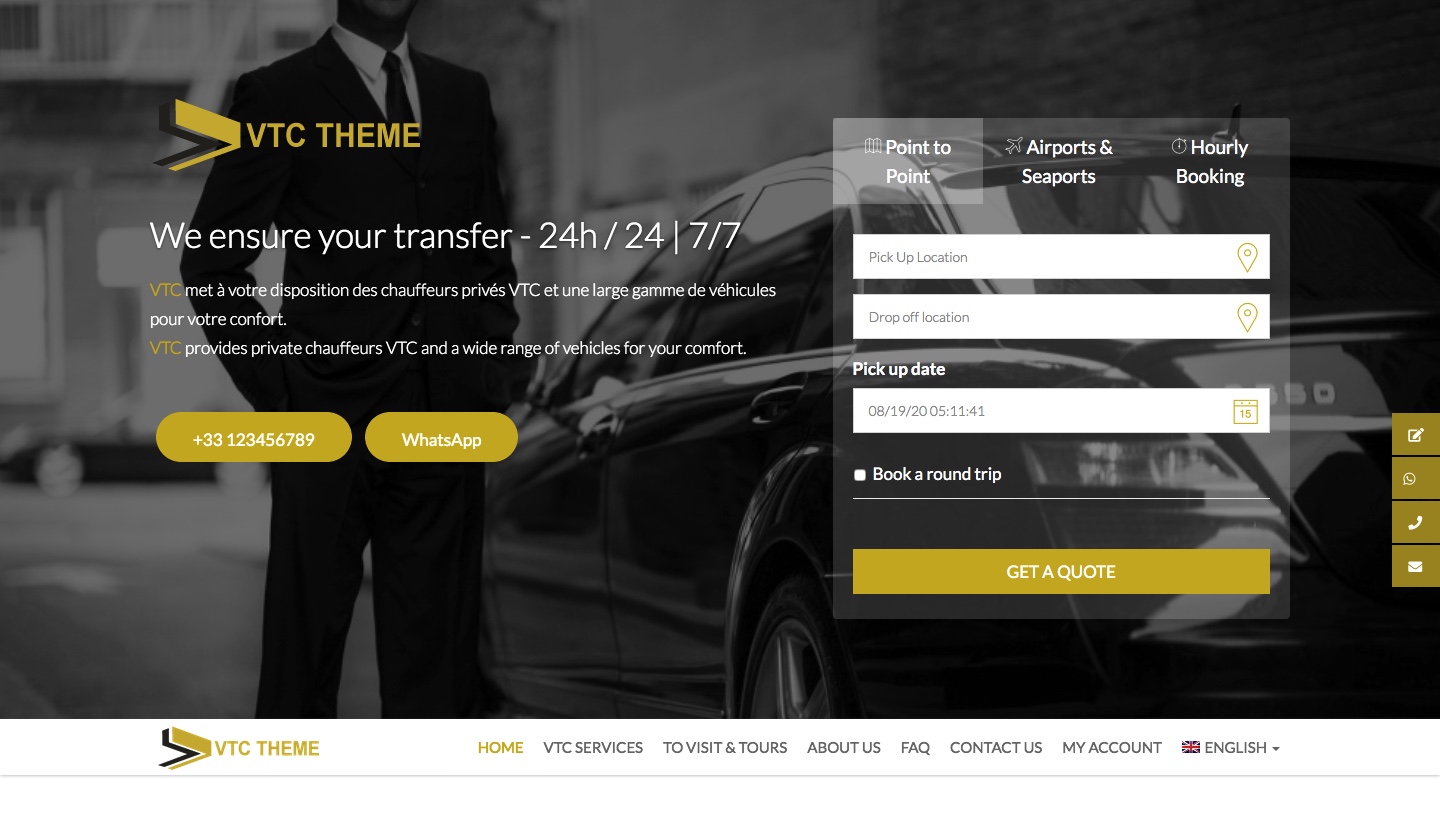 VTC THEME
We ensure your transfer - 24h / 24 | 7/7
VTC met à votre disposition des chauffeurs privés VTC et une large gamme de véhicules
pour votre confort.
VTC provides private chauffeurs VTC and a wide range of vehicles for your comfort.
+33 123456789
WhatsApp
Point to
Point
Airports &
Seaports
Hourly
Booking
Pick Up Location
Drop off location
Pick up date
08/19/20 05:11:41
15
Book a round trip
GET A QUOTE
VTC THEME
HOME
VTC SERVICES
TO VISIT & TOURS
ABOUT US
FAQ
CONTACT US
MY ACCOUNT
ENGLISH